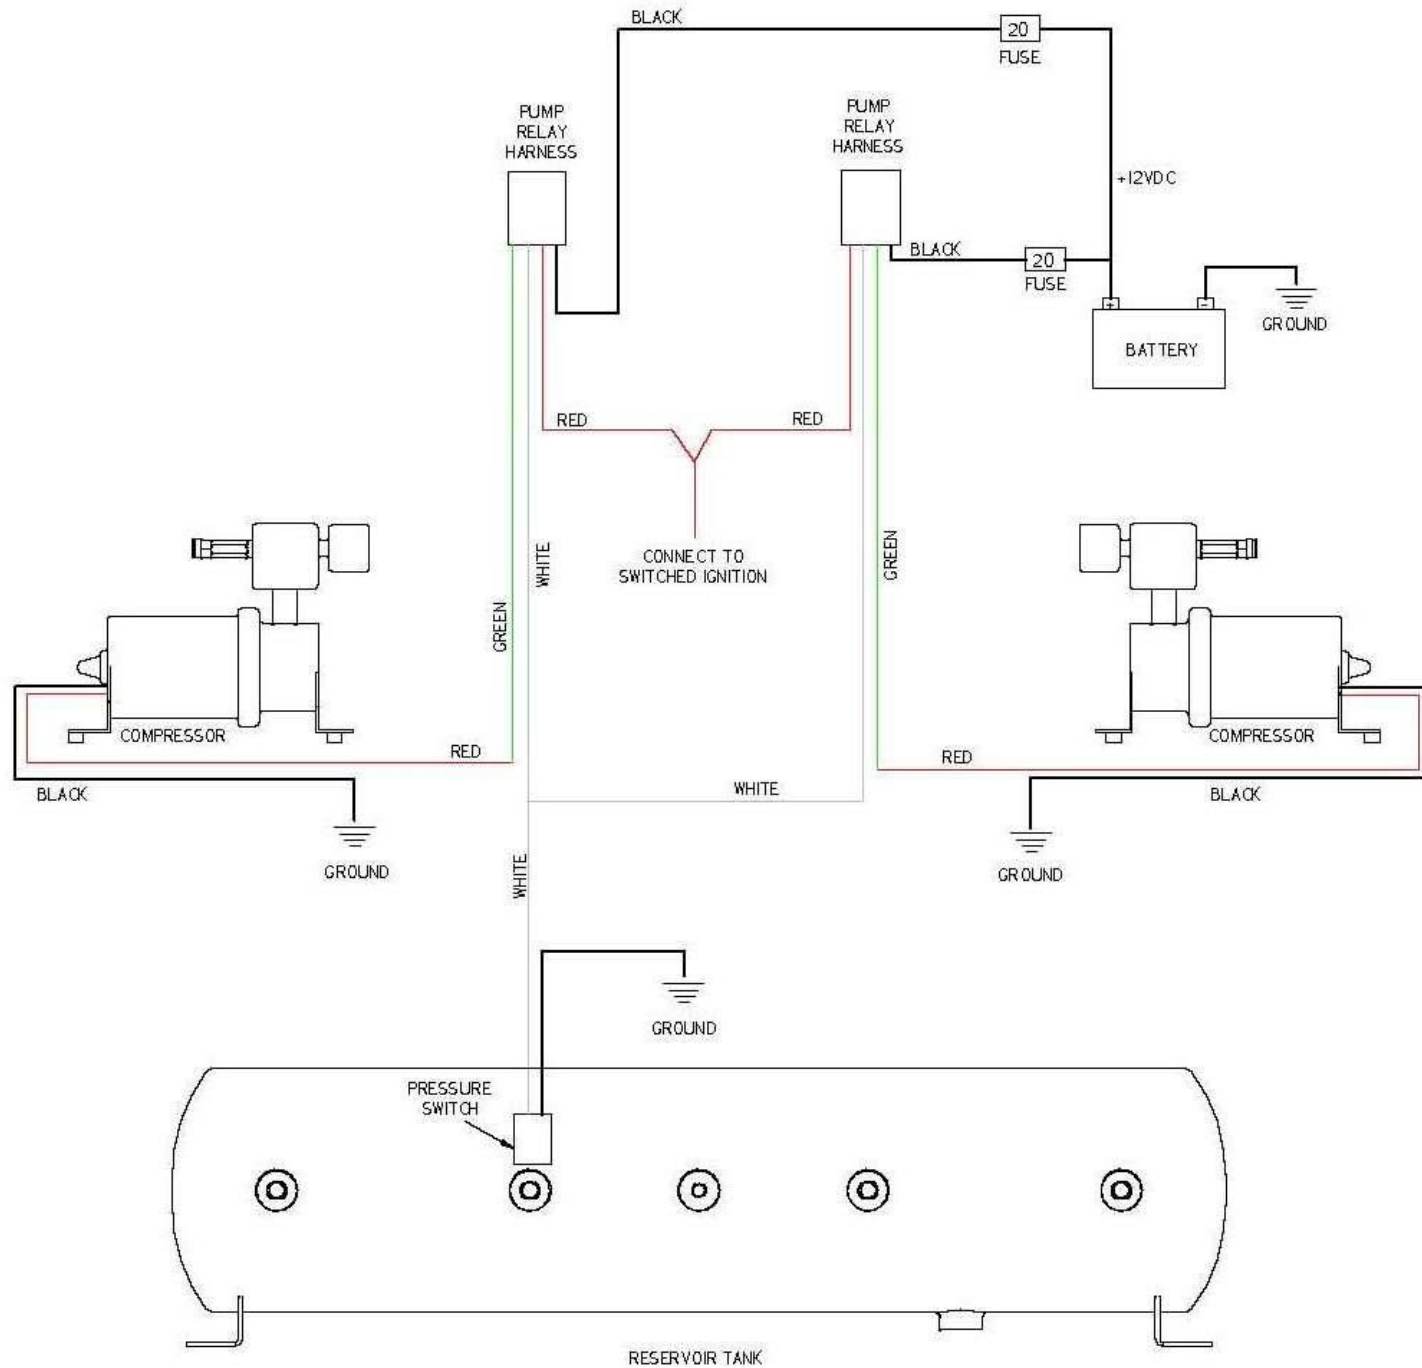 BLACK
20
FUSE
PUMP
RELAY
HARNESS
PUMP
RELAY
HARNESS
+12VDC
BLACK
20
FUSE
+
-
GROUND
BATTERY
RED
RED
WHITE
GREEN
CONNECT TO
SWITCHED IGNITION
GREEN
COMPRESSOR
COMPRESSOR
RED
RED
BLACK
WHITE
BLACK
GROUND
WHITE
GROUND
GROUND
PRESSURE
SWITCH
RESERVOIR TANK